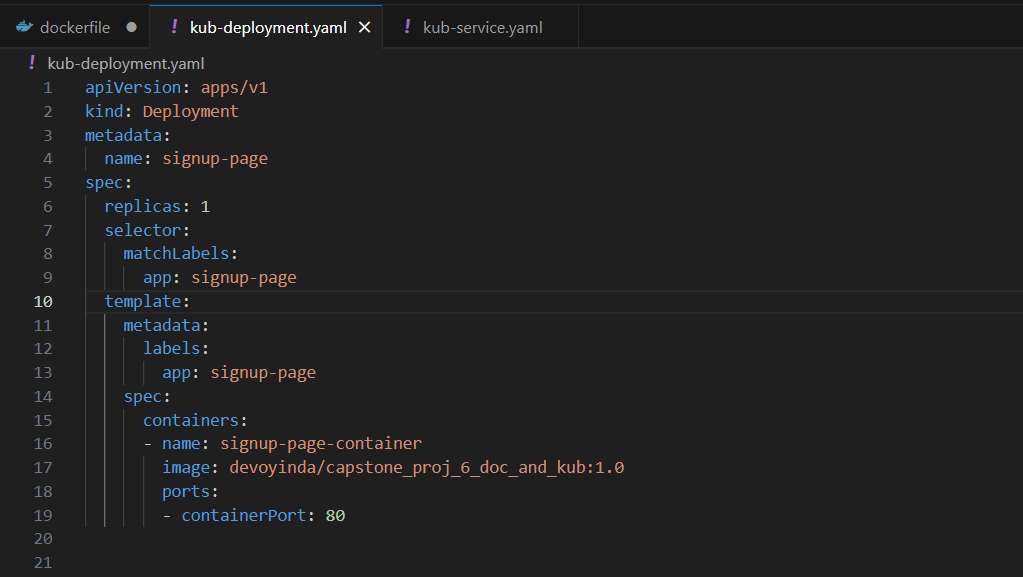 dockerfile ● ! kub-deployment.yaml × ! kub-service.yaml
! kub-deployment.yaml
1 apiVersion: apps/v1
2 kind: Deployment
3 metadata:
4   name: signup-page
5 spec:
6   replicas: 1
7   selector:
8     matchLabels:
9       app: signup-page
10   template:
11     metadata:
12       labels:
13         app: signup-page
14     spec:
15       containers:
16       - name: signup-page-container
17         image: devoyinda/capstone_proj_6_doc_and_kub:1.0
18         ports:
19         - containerPort: 80
20
21